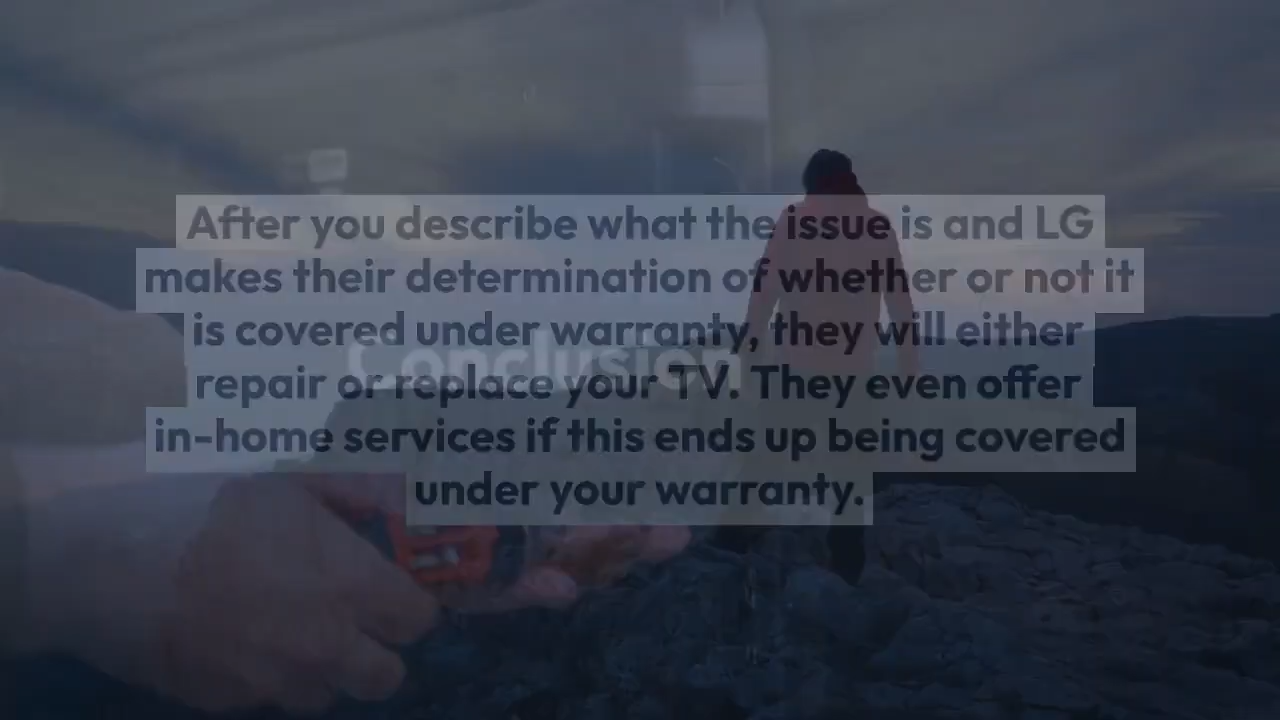 After you describe what the issue is and LG
makes their determination of whether or not it
is covered under warranty, they will either
Conclusion
repair or replace your TV. They even offer
in-home services if this ends up being covered
under your warranty.